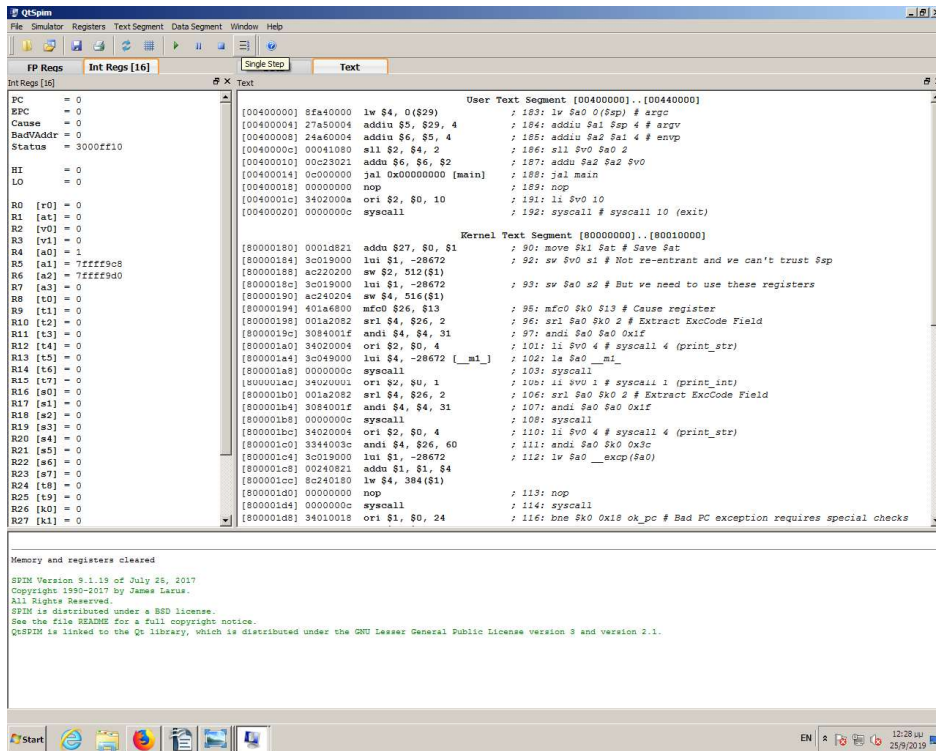 QtSpim
File Simulator Registers Text Segment Data Segment Window Help
Single Step
FP Regs Int Regs [16] Text
Int Regs [16]
Text
PC = 0
EPC = 0
Cause = 0
BadVAddr = 0
Status = 3000ff10
HI = 0
LO = 0
R0 [r0] = 0
R1 [at] = 0
R2 [v0] = 0
R3 [v1] = 0
R4 [a0] = 1
R5 [a1] = 7ffff9c8
R6 [a2] = 7ffff9d0
R7 [a3] = 0
R8 [t0] = 0
R9 [t1] = 0
R10 [t2] = 0
R11 [t3] = 0
R12 [t4] = 0
R13 [t5] = 0
R14 [t6] = 0
R15 [t7] = 0
R16 [s0] = 0
R17 [s1] = 0
R18 [s2] = 0
R19 [s3] = 0
R20 [s4] = 0
R21 [s5] = 0
R22 [s6] = 0
R23 [s7] = 0
R24 [t8] = 0
R25 [t9] = 0
R26 [k0] = 0
R27 [k1] = 0
User Text Segment [00400000]..[00440000]
[00400000] 8fa40000 lw $4, 0($29) ; 183: lw $a0 0($sp) # argc
[00400004] 27a50004 addiu $5, $29, 4 ; 184: addiu $a1 $sp 4 # argv
[00400008] 24a60004 addiu $6, $5, 4 ; 185: addiu $a2 $a1 4 # envp
[0040000c] 00041080 sll $2, $4, 2 ; 186: sll $v0 $a0 2
[00400010] 00c23021 addu $6, $6, $2 ; 187: addu $a2 $a2 $v0
[00400014] 0c000000 jal 0x00000000 [main] ; 188: jal main
[00400018] 00000000 nop ; 189: nop
[0040001c] 3402000a ori $2, $0, 10 ; 191: li $v0 10
[00400020] 0000000c syscall ; 192: syscall # syscall 10 (exit)
Kernel Text Segment [80000000]..[80010000]
[80000180] 0001d821 addu $27, $0, $1 ; 90: move $k1 $at # Save $at
[80000184] 3c019000 lui $1, -28672 ; 92: sw $v0 s1 # Not re-entrant and we can't trust $sp
[80000188] ac220200 sw $2, 512($1)
[8000018c] 3c019000 lui $1, -28672 ; 93: sw $a0 s2 # But we need to use these registers
[80000190] ac240204 sw $4, 516($1)
[80000194] 401a6800 mfc0 $26, $13 ; 95: mfc0 $k0 $13 # Cause register
[80000198] 001a2082 srl $4, $26, 2 ; 96: srl $a0 $k0 2 # Extract ExcCode Field
[8000019c] 3084001f andi $4, $4, 31 ; 97: andi $a0 $a0 0x1f
[800001a0] 34020004 ori $2, $0, 4 ; 101: li $v0 4 # syscall 4 (print_str)
[800001a4] 3c049000 lui $4, -28672 [__m1_] ; 102: la $a0 __m1_
[800001a8] 0000000c syscall ; 103: syscall
[800001ac] 34020001 ori $2, $0, 1 ; 105: li $v0 1 # syscall 1 (print_int)
[800001b0] 001a2082 srl $4, $26, 2 ; 106: srl $a0 $k0 2 # Extract ExcCode Field
[800001b4] 3084001f andi $4, $4, 31 ; 107: andi $a0 $a0 0x1f
[800001b8] 0000000c syscall ; 108: syscall
[800001bc] 34020004 ori $2, $0, 4 ; 110: li $v0 4 # syscall 4 (print_str)
[800001c0] 3344003c andi $4, $26, 60 ; 111: andi $a0 $k0 0x3c
[800001c4] 3c019000 lui $1, -28672 ; 112: lw $a0 __excp($a0)
[800001c8] 00240821 addu $1, $1, $4
[800001cc] 8c240180 lw $4, 384($1)
[800001d0] 00000000 nop ; 113: nop
[800001d4] 0000000c syscall ; 114: syscall
[800001d8] 34010018 ori $1, $0, 24 ; 116: bne $k0 0x18 ok_pc # Bad PC exception requires special checks
Memory and registers cleared
SPIM Version 9.1.19 of July 25, 2017
Copyright 1990-2017 by James Larus.
All Rights Reserved.
SPIM is distributed under a BSD license.
See the file README for a full copyright notice.
QtSPIM is linked to the Qt library, which is distributed under the GNU Lesser General Public License version 3 and version 2.1.
Start
EN
12:28 μμ
25/9/2019